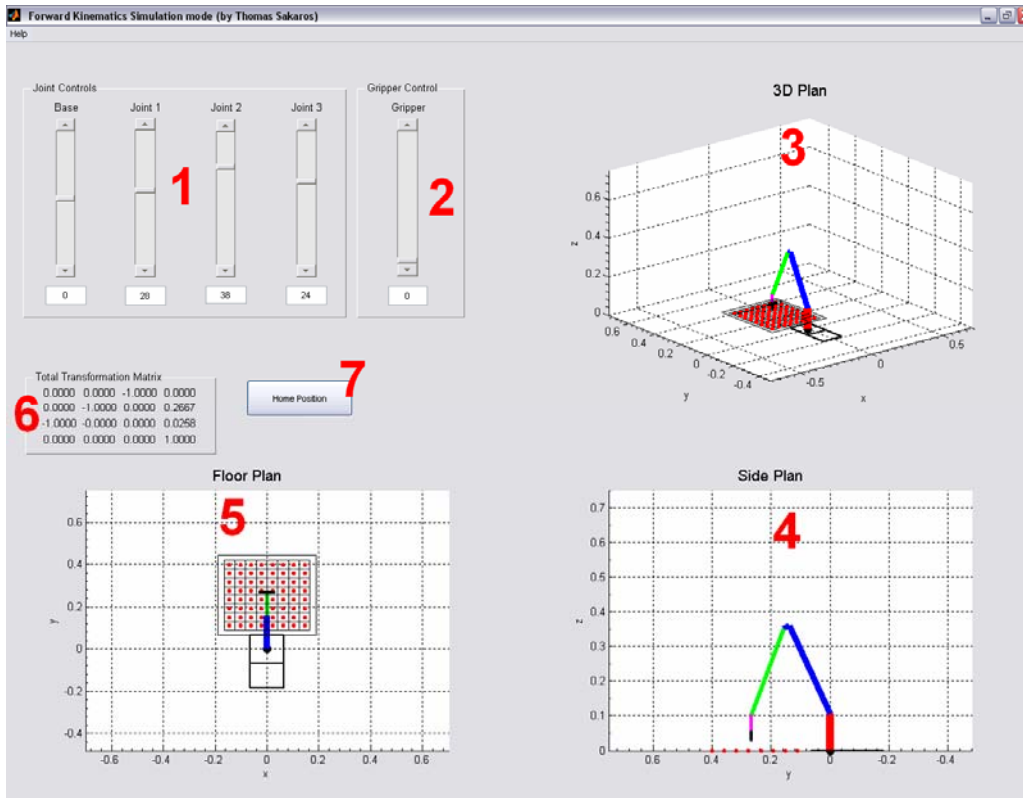 Forward Kinematics Simulation mode (by Thomas Sakaros)
Help
Joint Controls
Base Joint 1 Joint 2 Joint 3
1
0 28 38 24
Gripper Control
Gripper
2
0
3D Plan
3
0.6
0.4
0.2
0
z
0.6
0.4
0.2
0
-0.2
-0.4
y
-0.5
0
0.5
x
Total Transformation Matrix
0.0000 0.0000 -1.0000 0.0000
0.0000 -1.0000 0.0000 0.2667
-1.0000 -0.0000 0.0000 0.0258
0.0000 0.0000 0.0000 1.0000
6
Home Position
7
Floor Plan
5
0.6
0.4
0.2
0
-0.2
-0.4
y
-0.6 -0.4 -0.2 0 0.2 0.4 0.6
x
Side Plan
4
0.7
0.6
0.5
0.4
0.3
0.2
0.1
0
z
0.6 0.4 0.2 0 -0.2 -0.4
y